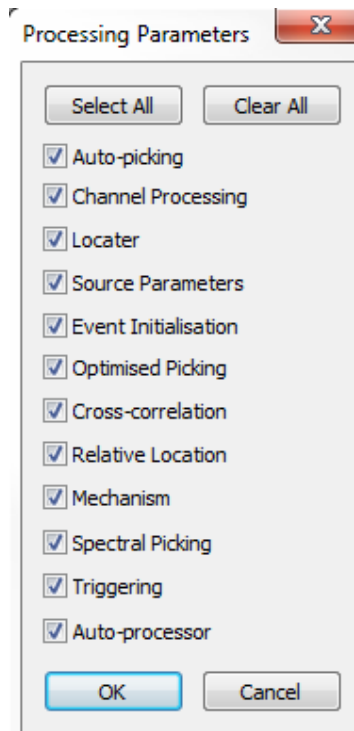 Processing Parameters
Select All Clear All
Auto-picking
Channel Processing
Locater
Source Parameters
Event Initialisation
Optimised Picking
Cross-correlation
Relative Location
Mechanism
Spectral Picking
Triggering
Auto-processor
OK Cancel